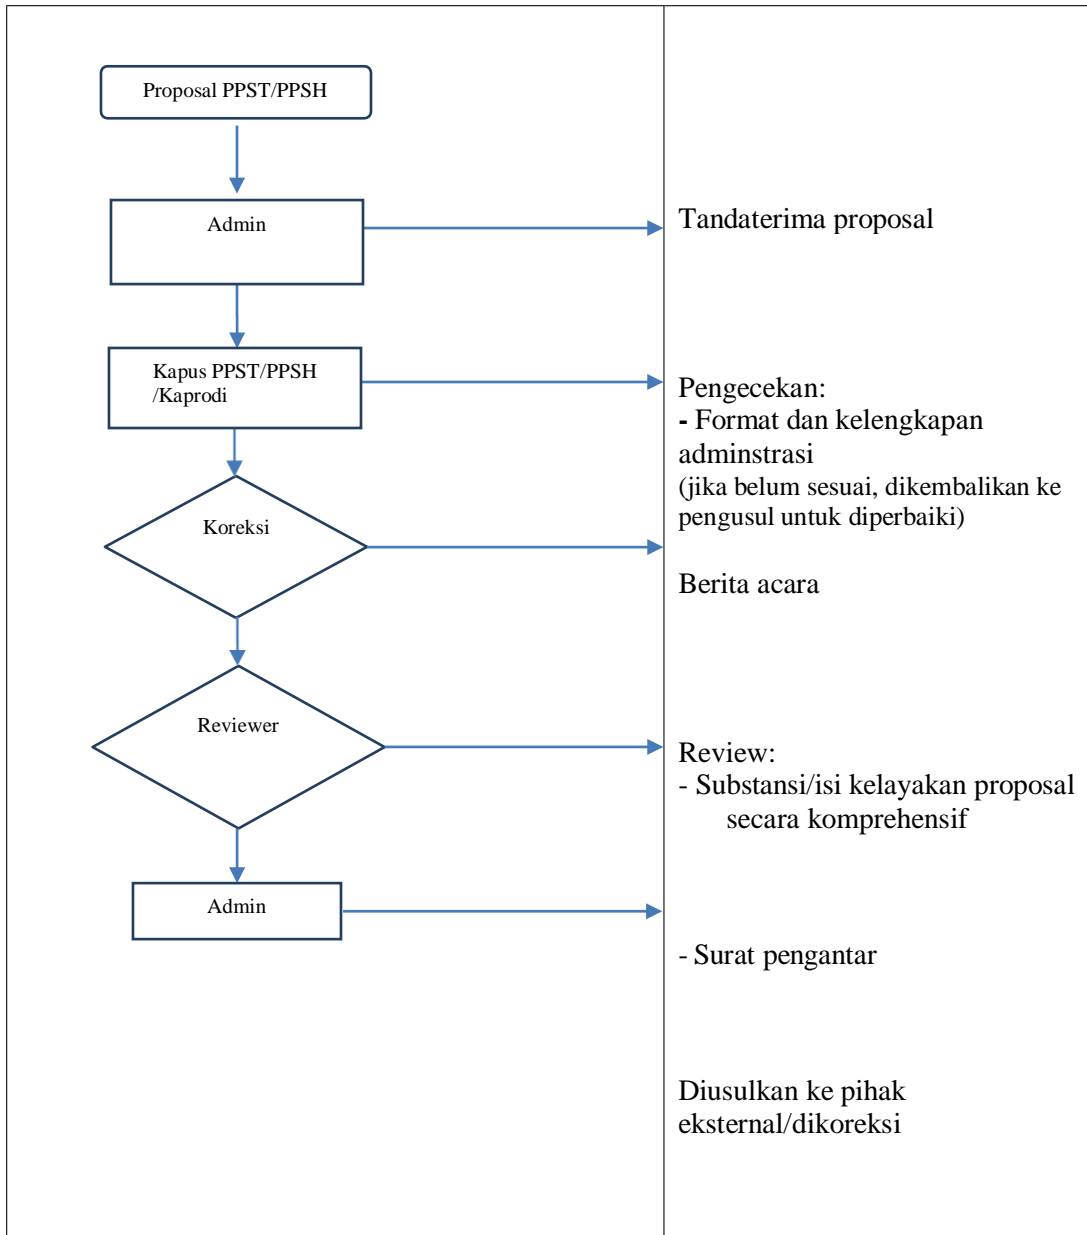 Proposal PPST/PPSH
Admin
Tandaterima proposal
Kapus PPST/PPSH
/Kaprodi
Pengecekan:
- Format dan kelengkapan
adminstrasi
(jika belum sesuai, dikembalikan ke
pengusul untuk diperbaiki)
Koreksi
Berita acara
Reviewer
Review:
- Substansi/isi kelayakan proposal
secara komprehensif
Admin
- Surat pengantar
Diusulkan ke pihak
eksternal/dikoreksi